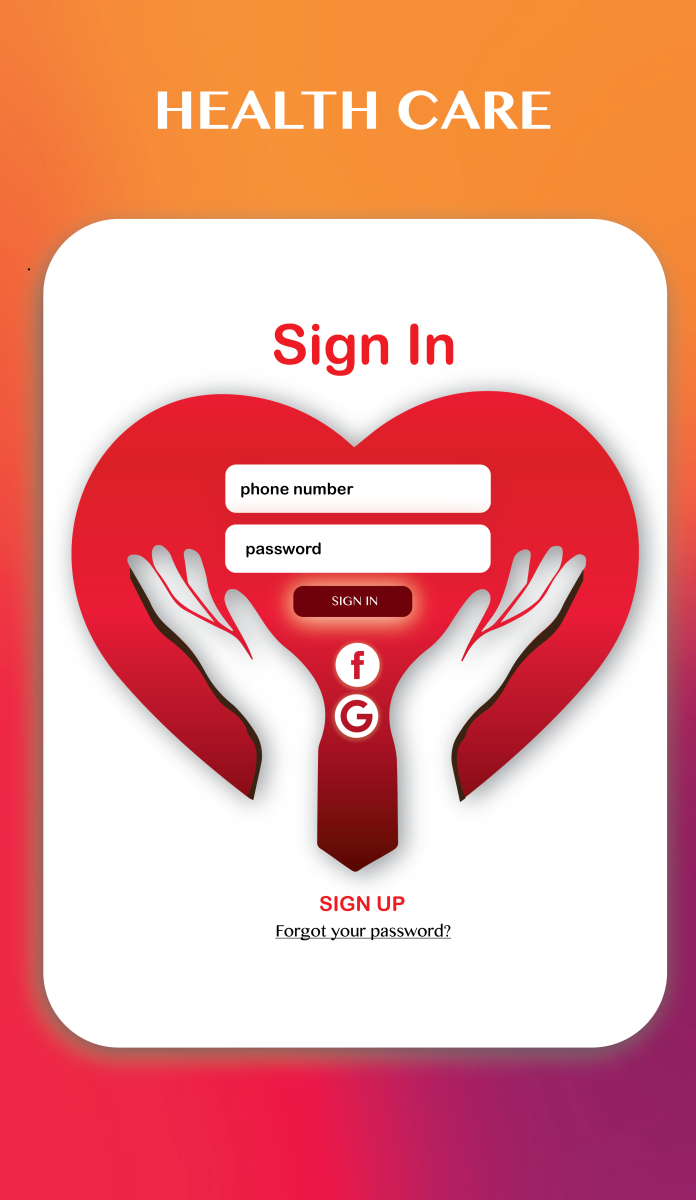 HEALTH CARE
Sign In
phone number
password
SIGN IN
f
G
SIGN UP
Forgot your password?